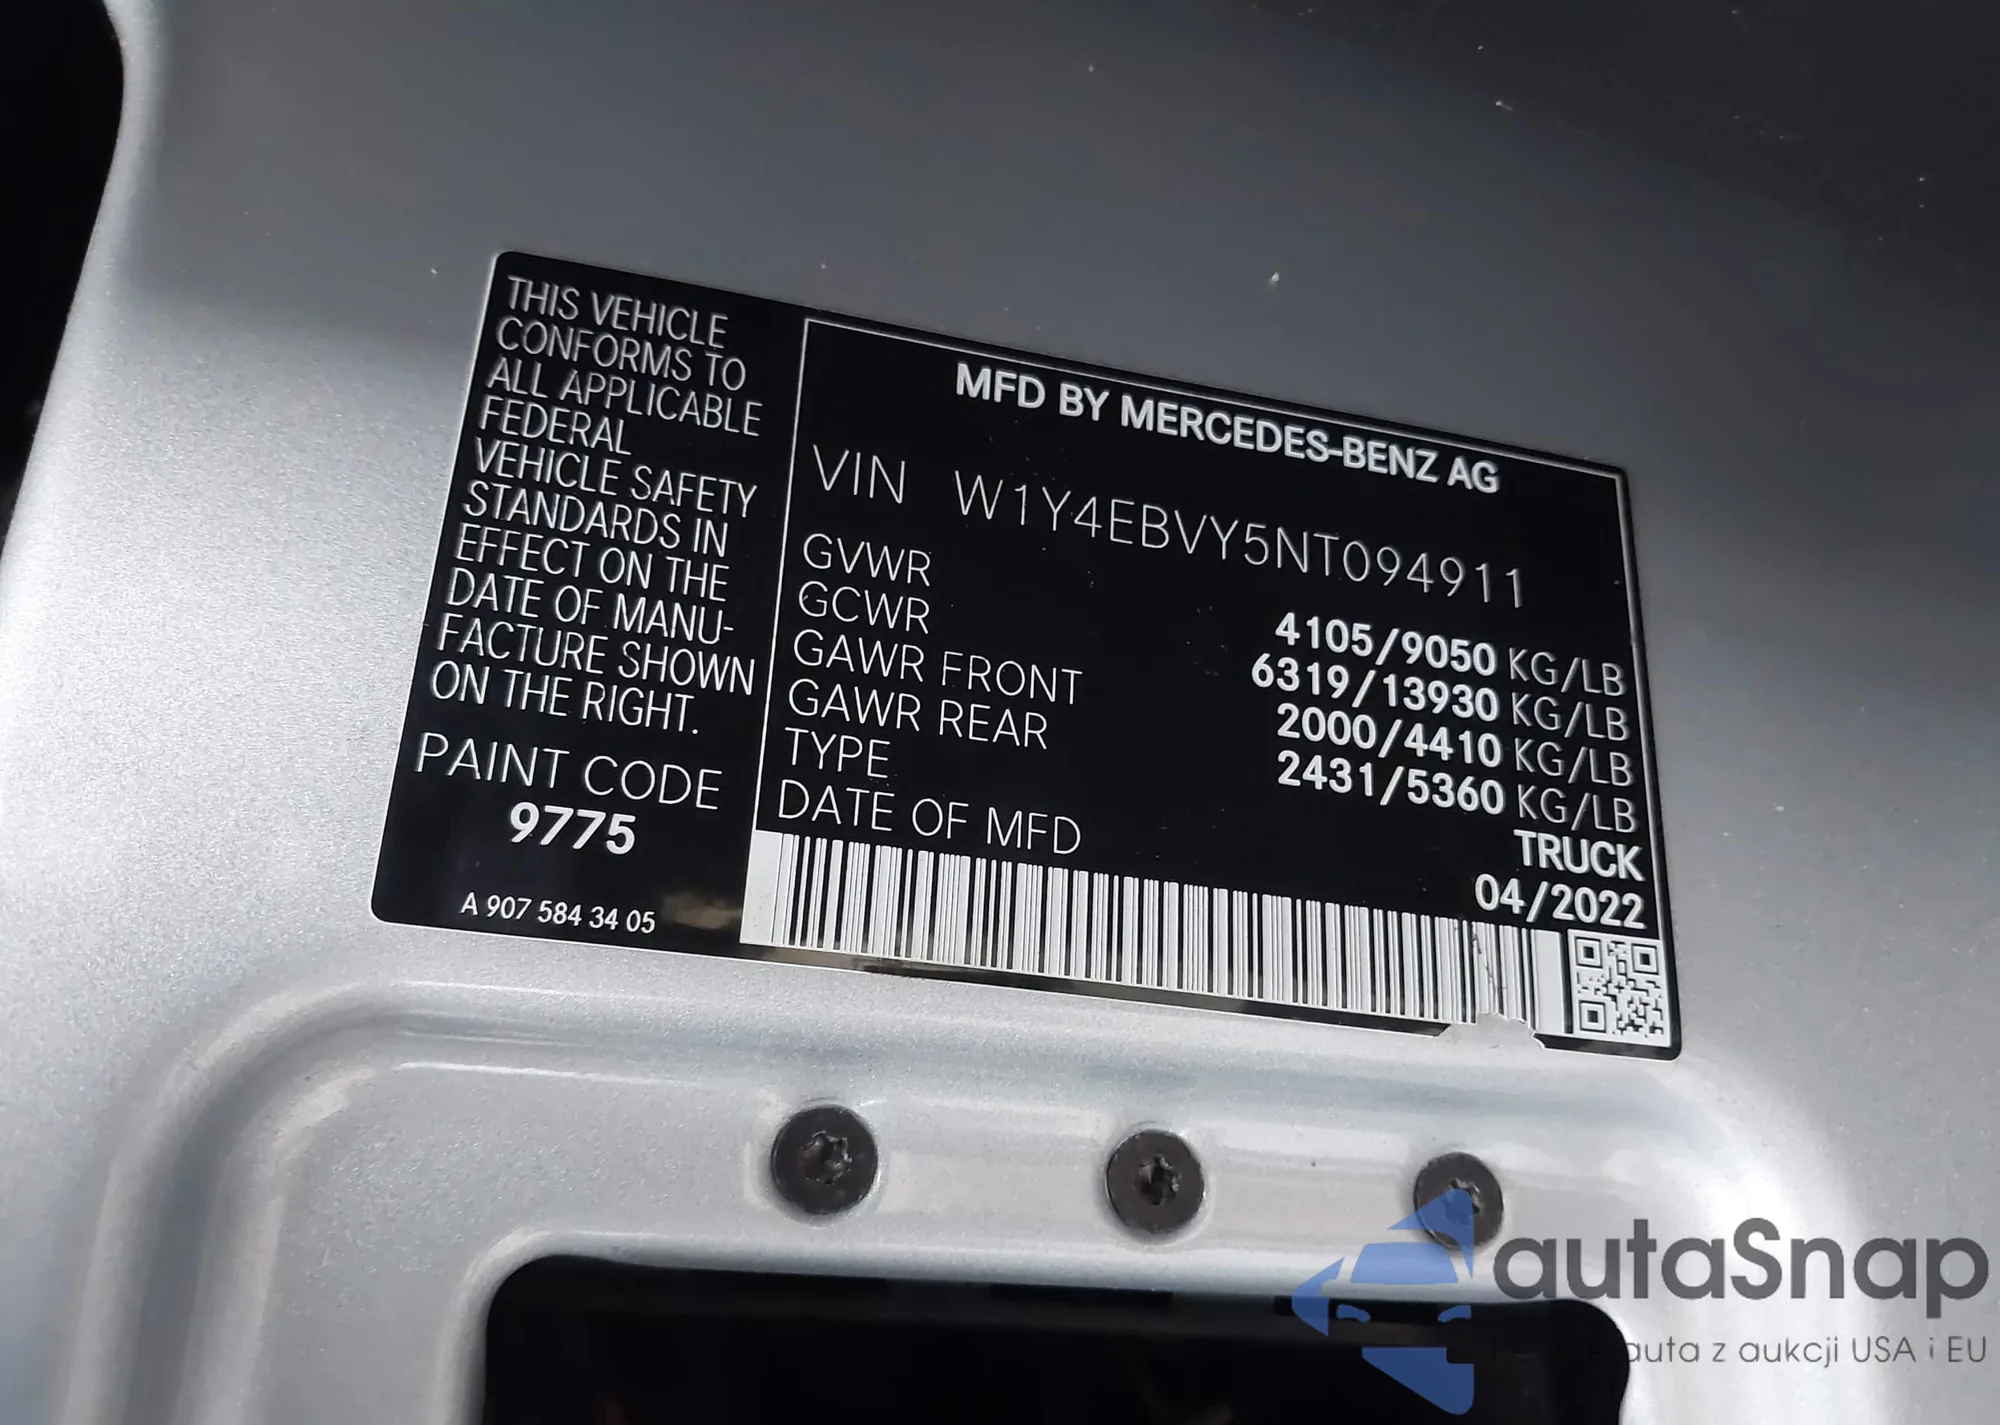 THIS VEHICLE
CONFORMS TO
ALL APPLICABLE
FEDERAL
VEHICLE SAFETY
STANDARDS IN
EFFECT ON THE
DATE OF MANU-
FACTURE SHOWN
ON THE RIGHT.
PAINT CODE
9775
A 907 584 34 05
MFD BY MERCEDES-BENZ AG
VIN W1Y4EBVY5NT094911
GVWR 4105/9050 KG/LB
GCWR 6319/13930 KG/LB
GAWR FRONT 2000/4410 KG/LB
GAWR REAR 2431/5360 KG/LB
TYPE TRUCK
DATE OF MFD 04/2022
autaSnap
auta z aukcji USA i EU